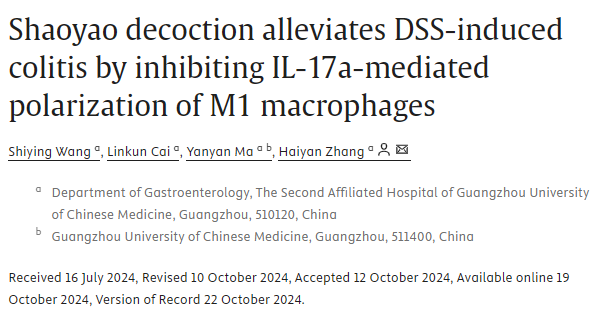 Shaoyao decoction alleviates DSS-induced
colitis by inhibiting IL-17a-mediated
polarization of M1 macrophages
Shiying Wang a, Linkun Cai a, Yanyan Ma a b, Haiyan Zhang a
a Department of Gastroenterology, The Second Affiliated Hospital of Guangzhou University
of Chinese Medicine, Guangzhou, 510120, China
b Guangzhou University of Chinese Medicine, Guangzhou, 511400, China
Received 16 July 2024, Revised 10 October 2024, Accepted 12 October 2024, Available online 19
October 2024, Version of Record 22 October 2024.